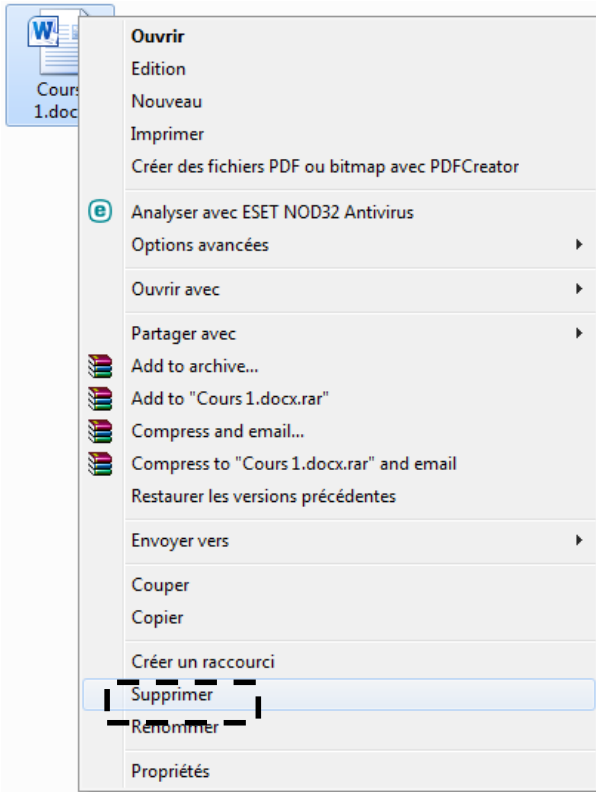 W
Cours
1.doc
Ouvrir
Edition
Nouveau
Imprimer
Créer des fichiers PDF ou bitmap avec PDFCreator
e Analyser avec ESET NOD32 Antivirus
Options avancées
Ouvrir avec
Partager avec
Add to archive...
Add to "Cours 1.docx.rar"
Compress and email...
Compress to "Cours 1.docx.rar" and email
Restaurer les versions précédentes
Envoyer vers
Couper
Copier
Créer un raccourci
Supprimer
Renommer
Propriétés